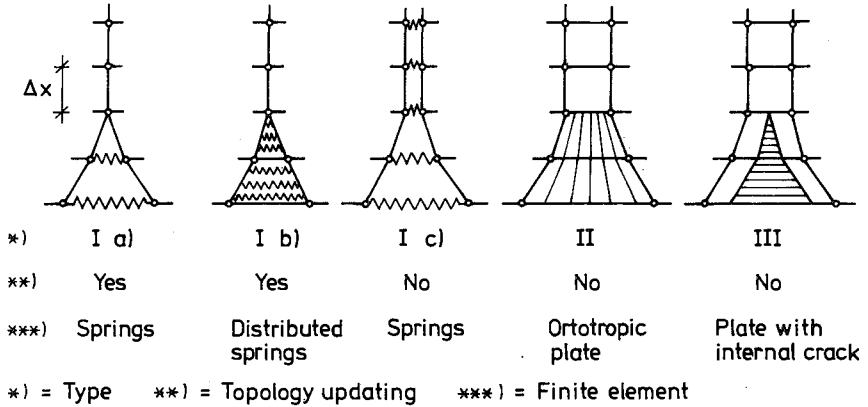 Δx
*) I a) I b) I c) II III
**) Yes Yes No No No
***) Springs Distributed springs Springs Ortotropic plate Plate with internal crack
*) = Type **) = Topology updating ***) = Finite element